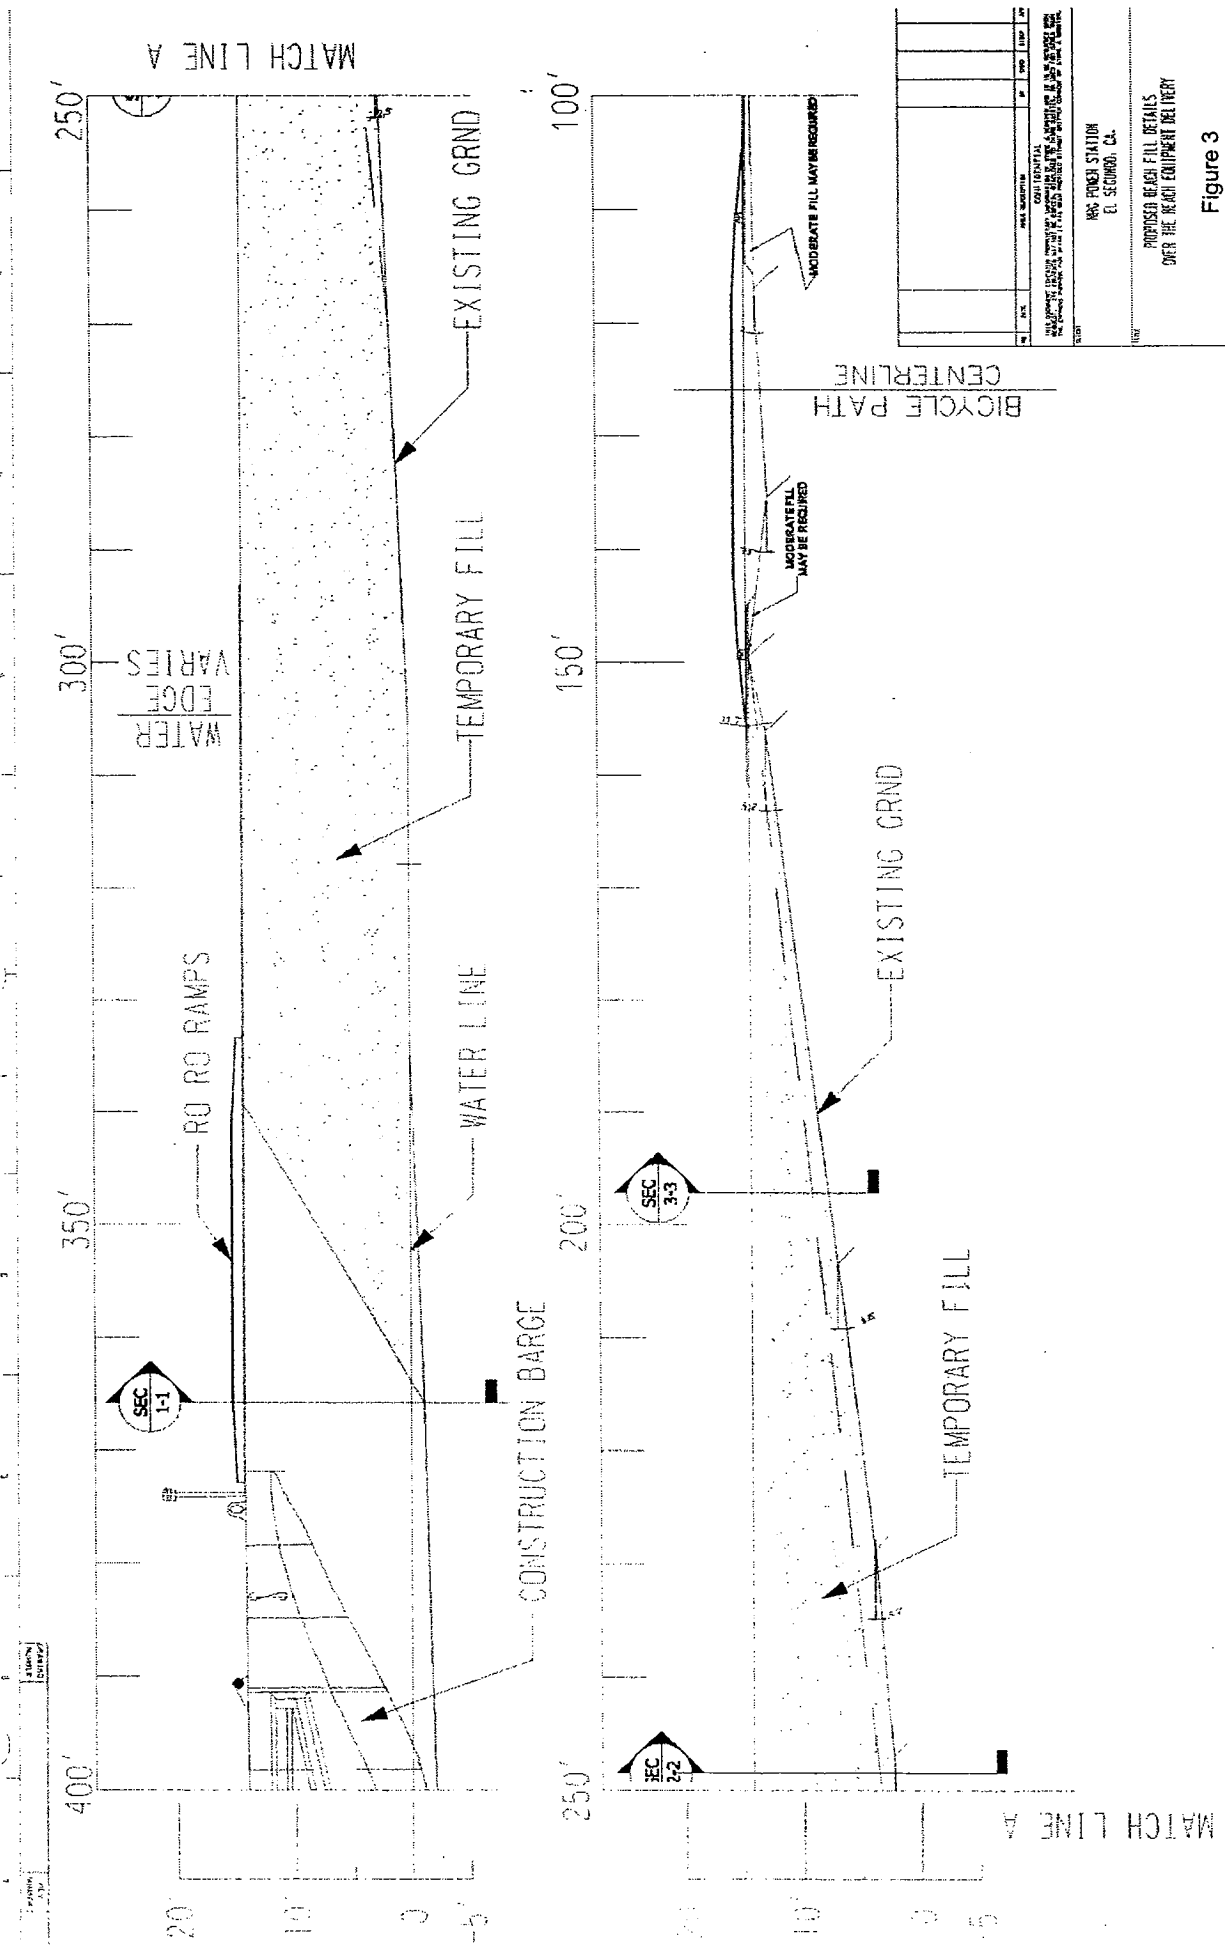 400'
350'
300'
250'
MATCH LINE A
20
10
0
-5'
SEC
1-1
RO RO RAMPS
WATER
EDGE
VARIES
CONSTRUCTION BARGE
WATER LINE
TEMPORARY FILL
EXISTING GRND
250'
200'
150'
100'
10'
0
MATCH LINE A
SEC
2-2
SEC
3-3
TEMPORARY FILL
EXISTING GRND
MODERATE FILL
MAY BE REQUIRED
MODERATE FILL MAY BE REQUIRED
BICYCLE PATH
CENTERLINE
CONFIDENTIAL
NRG POWER STATION
EL SEGUNDO, CA.
PROPOSED BEACH FILL DETAILS
OVER THE BEACH EQUIPMENT DELIVERY
Figure 3